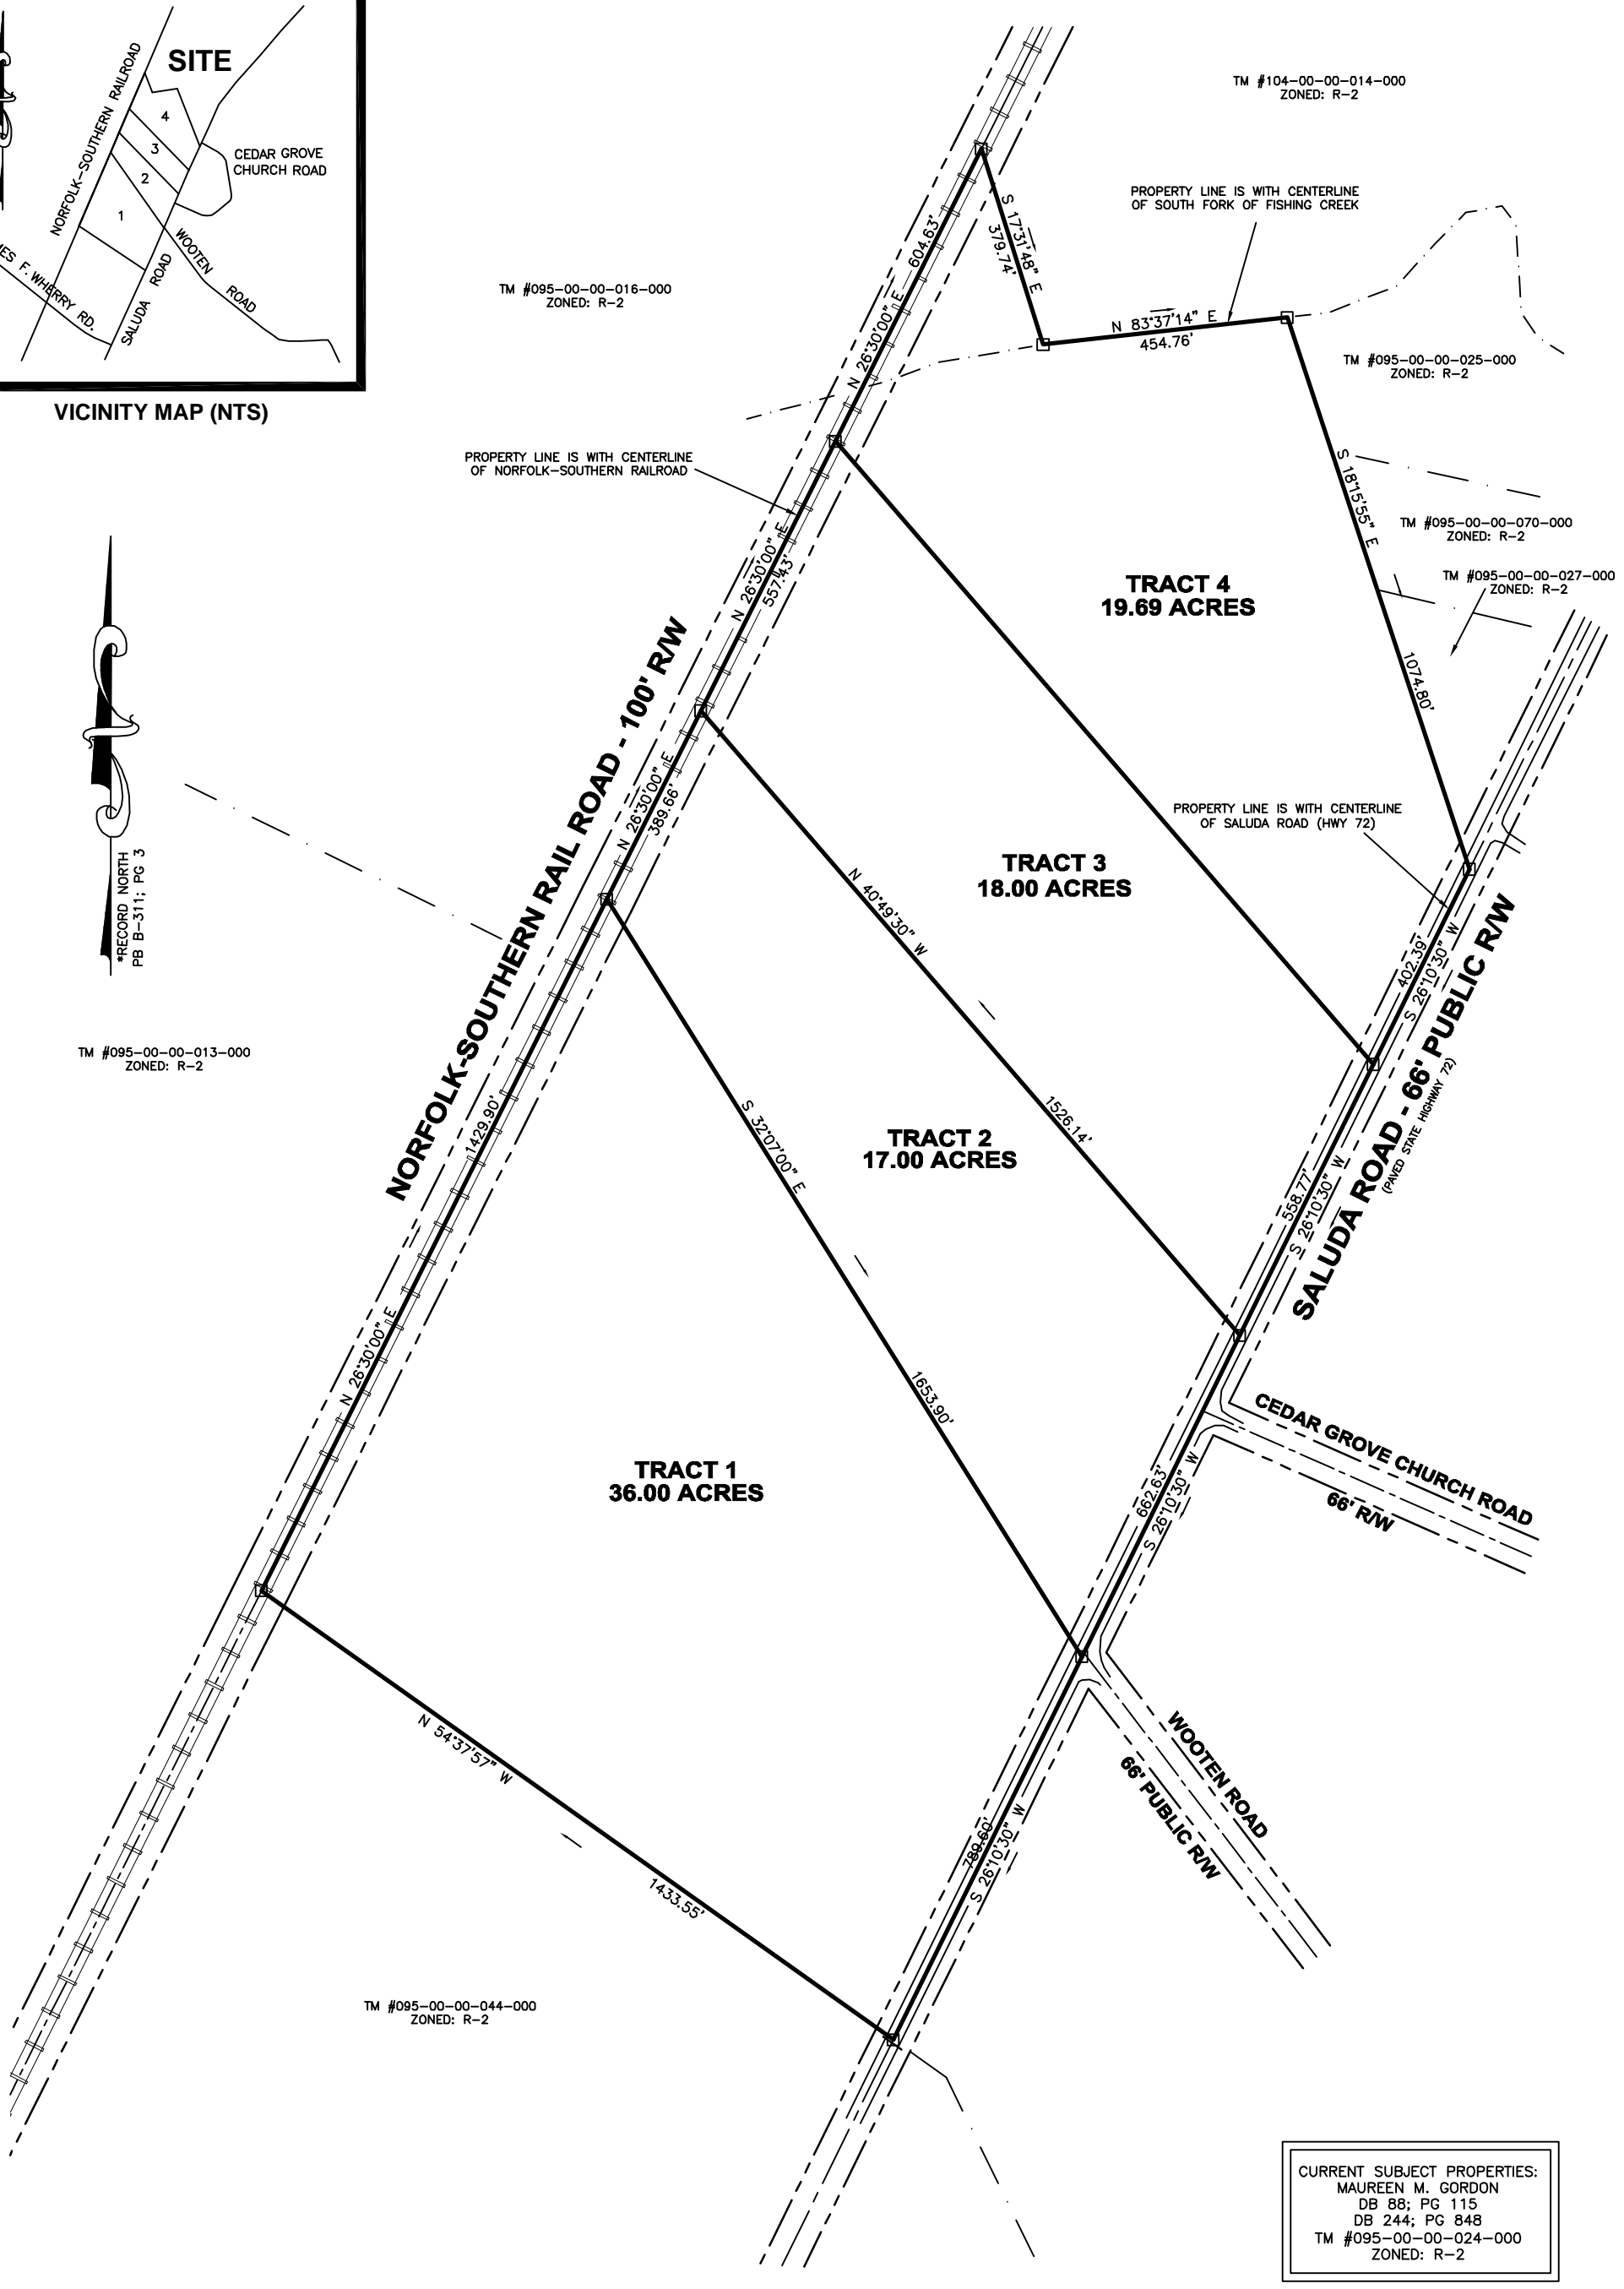 SITE
NORFOLK-SOUTHERN RAILROAD
4
3
2
1
CEDAR GROVE
CHURCH ROAD
WOOTEN
ROAD
SALUDA ROAD
F. WHERRY RD.
VICINITY MAP (NTS)
TM #104-00-00-014-000
ZONED: R-2
PROPERTY LINE IS WITH CENTERLINE
OF SOUTH FORK OF FISHING CREEK
S 17°31'48" E
379.74'
N 26°30'00" E 604.63'
TM #095-00-00-016-000
ZONED: R-2
N 83°37'14" E
454.76'
TM #095-00-00-025-000
ZONED: R-2
PROPERTY LINE IS WITH CENTERLINE
OF NORFOLK-SOUTHERN RAILROAD
S 18°15'55" E
1074.80'
TM #095-00-00-070-000
ZONED: R-2
TM #095-00-00-027-000
ZONED: R-2
N 26°30'00" E
557.43'
TRACT 4
19.69 ACRES
NORFOLK-SOUTHERN RAIL ROAD - 100' R/W
N 26°30'00" E
389.66'
PROPERTY LINE IS WITH CENTERLINE
OF SALUDA ROAD (HWY 72)
TRACT 3
18.00 ACRES
*RECORD NORTH
PB B-311; PG 3
N 40°49'30" W
1526.14'
402.39'
S 26°10'30" W
TM #095-00-00-013-000
ZONED: R-2
SALUDA ROAD - 66' PUBLIC R/W
(PAVED STATE HIGHWAY 72)
N 26°30'00" E
1429.90'
S 32°07'00" E
1653.90'
TRACT 2
17.00 ACRES
558.77'
S 26°10'30" W
CEDAR GROVE CHURCH ROAD
66' R/W
TRACT 1
36.00 ACRES
662.63'
S 26°10'30" W
WOOTEN ROAD
66' PUBLIC R/W
N 54°37'57" W
1433.55'
789.60'
S 26°10'30" W
TM #095-00-00-044-000
ZONED: R-2
CURRENT SUBJECT PROPERTIES:
MAUREEN M. GORDON
DB 88; PG 115
DB 244; PG 848
TM #095-00-00-024-000
ZONED: R-2